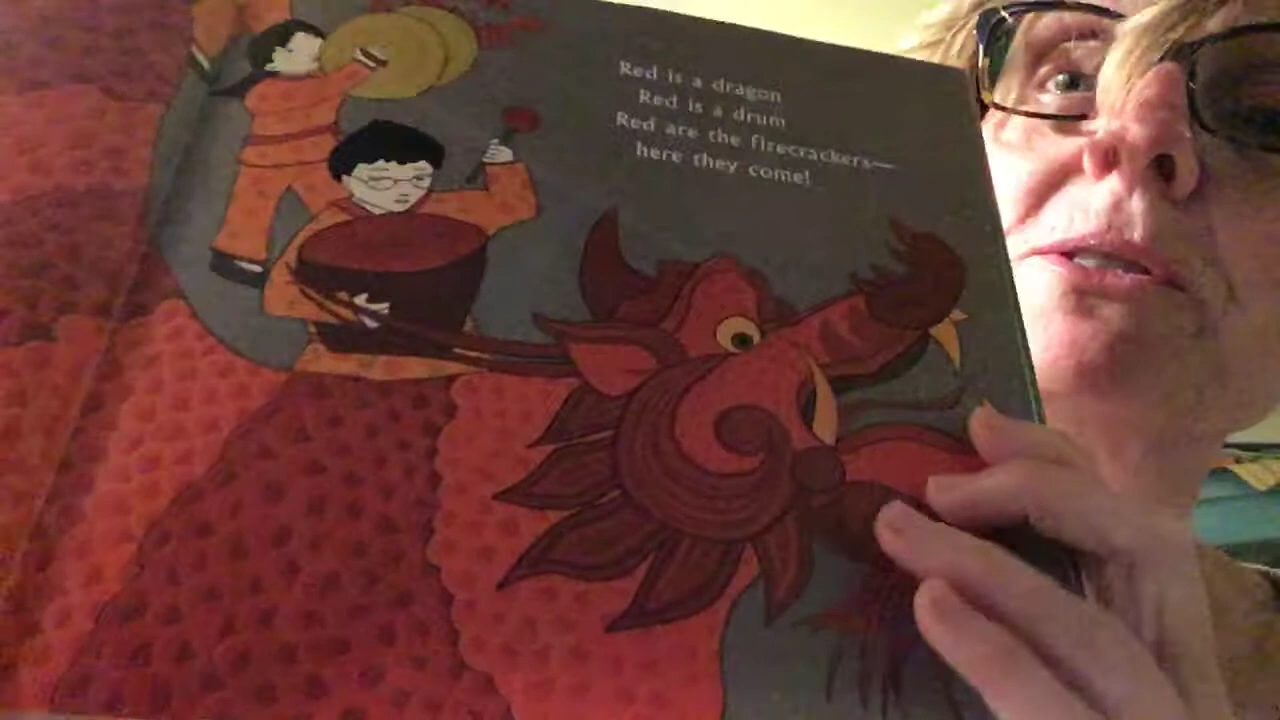 Red is a dragon
Red is a drum
Red are the firecrackers—
here they come!